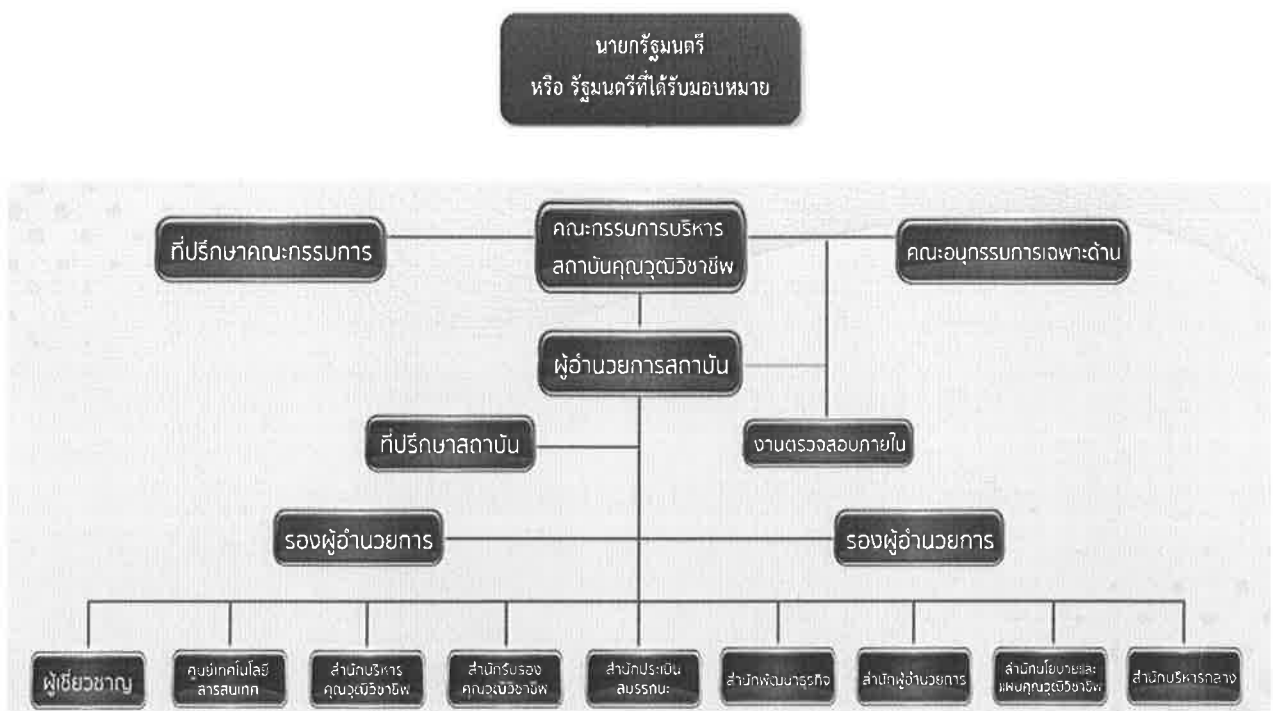 นายกรัฐมนตรี
หรือ รัฐมนตรีที่ได้รับมอบหมาย
ที่ปรึกษาคณะกรรมการ
คณะกรรมการบริหาร
สถาบันคุณวุฒิวิชาชีพ
คณะอนุกรรมการเฉพาะด้าน
ผู้อำนวยการสถาบัน
ที่ปรึกษาสถาบัน
งานตรวจสอบภายใน
รองผู้อำนวยการ
รองผู้อำนวยการ
ผู้เชี่ยวชาญ
ศูนย์เทคโนโลยี
สารสนเทศ
สำนักบริหาร
คุณวุฒิวิชาชีพ
สำนักรับรอง
คุณวุฒิวิชาชีพ
สำนักประเมิน
สมรรถนะ
สำนักพัฒนาธุรกิจ
สำนักผู้อำนวยการ
สำนักนโยบายและ
แผนคุณวุฒิวิชาชีพ
สำนักบริหารกลาง